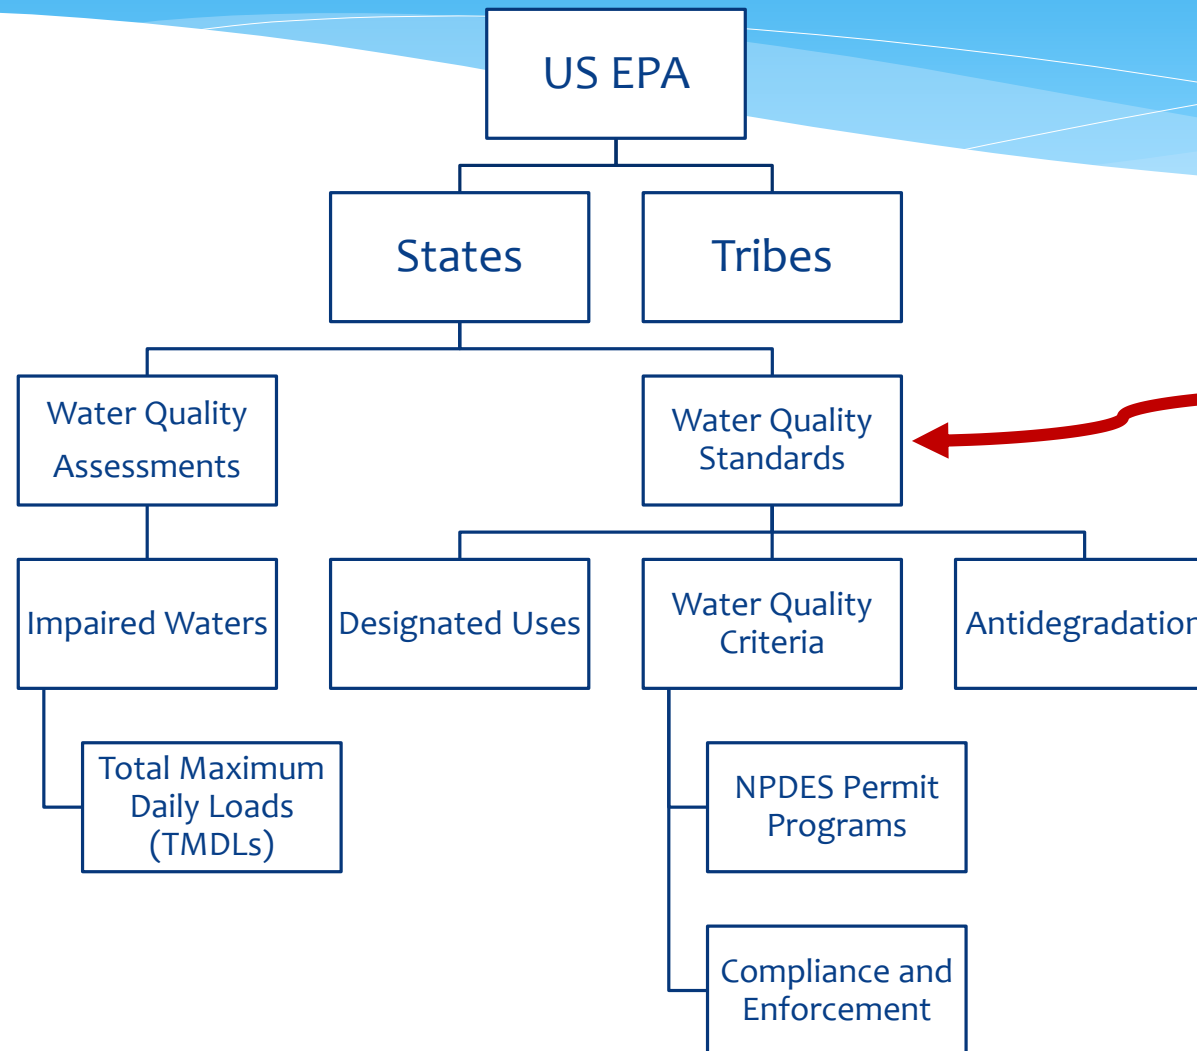 US EPA
States
Tribes
Water Quality
Assessments
Water Quality
Standards
Impaired Waters
Designated Uses
Water Quality
Criteria
Antidegradation
Total Maximum
Daily Loads
(TMDLs)
NPDES Permit
Programs
Compliance and
Enforcement